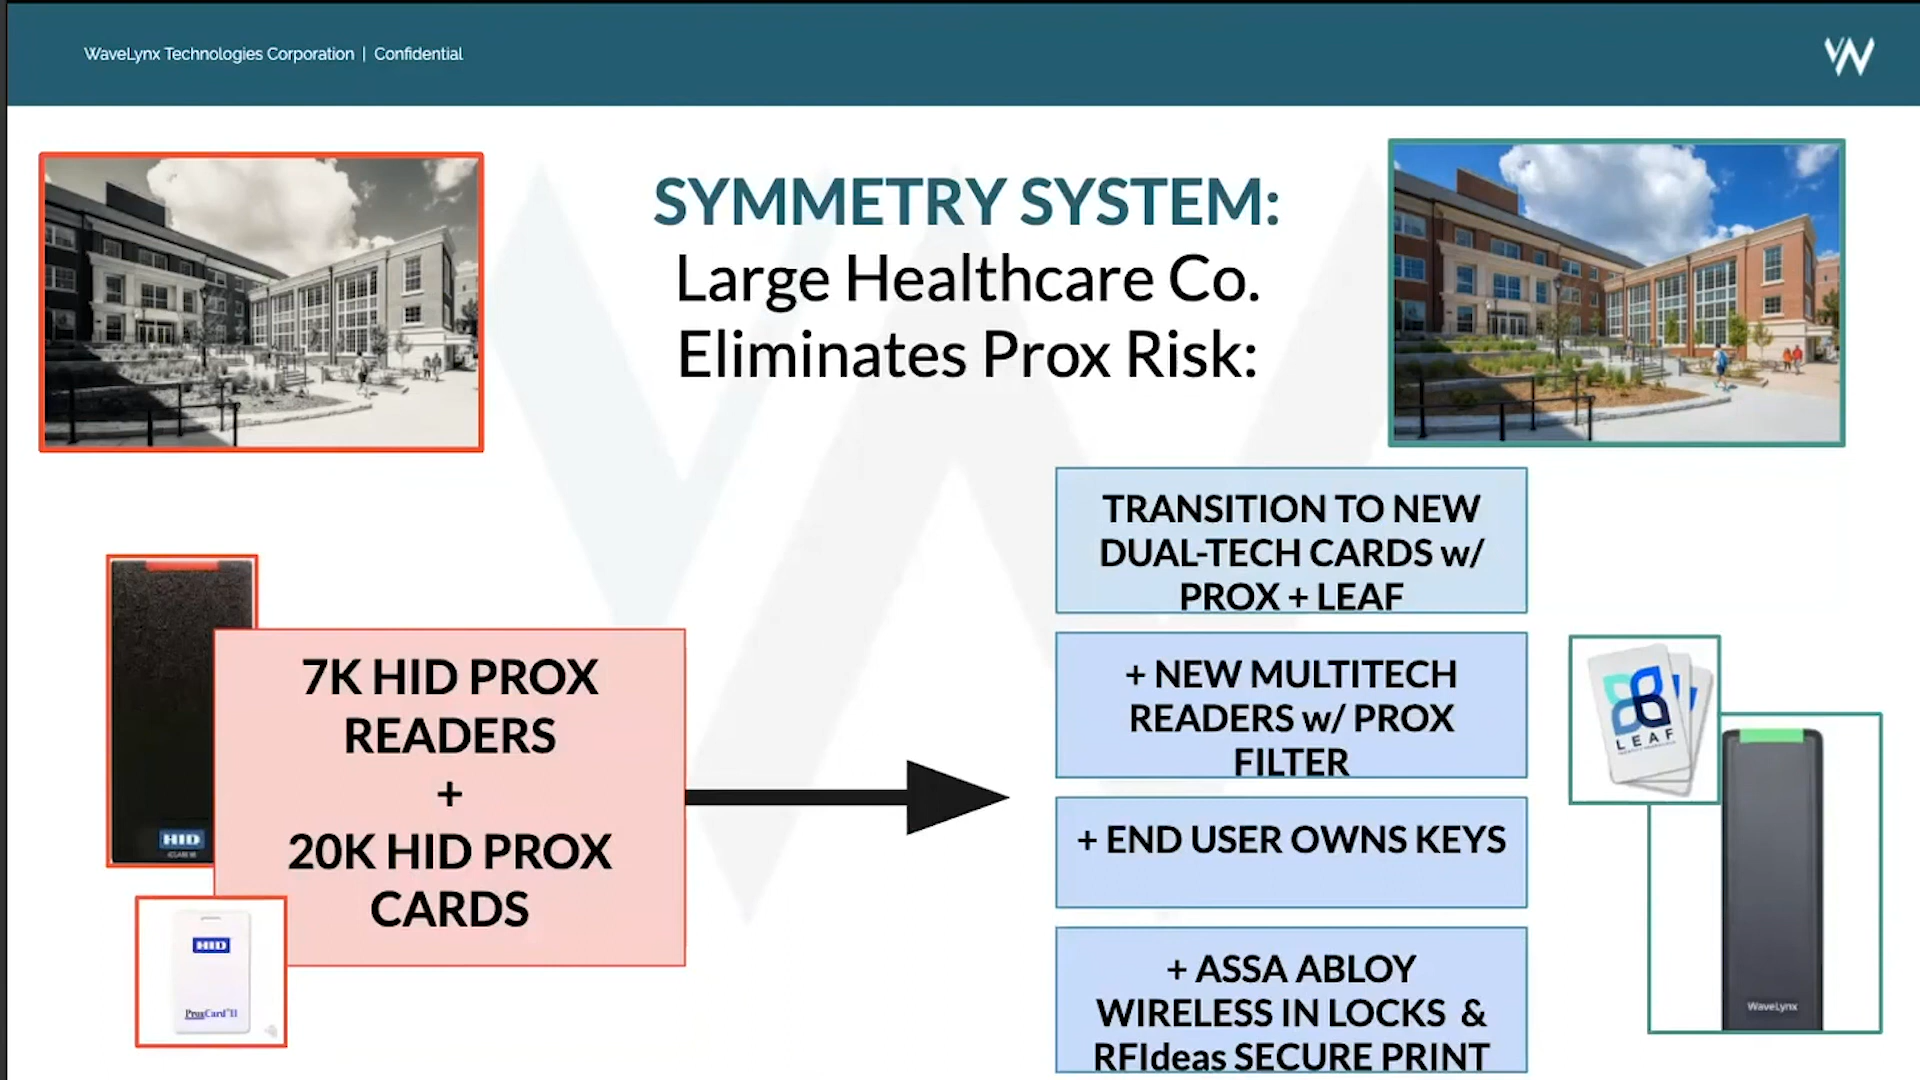 WaveLynx Technologies Corporation | Confidential
SYMMETRY SYSTEM:
Large Healthcare Co.
Eliminates Prox Risk:
7K HID PROX
READERS
+
20K HID PROX
CARDS
HID
HID
ProxCard II
TRANSITION TO NEW
DUAL-TECH CARDS w/
PROX + LEAF
+ NEW MULTITECH
READERS w/ PROX
FILTER
+ END USER OWNS KEYS
+ ASSA ABLOY
WIRELESS IN LOCKS &
RFIdeas SECURE PRINT
LEAF
WaveLynx